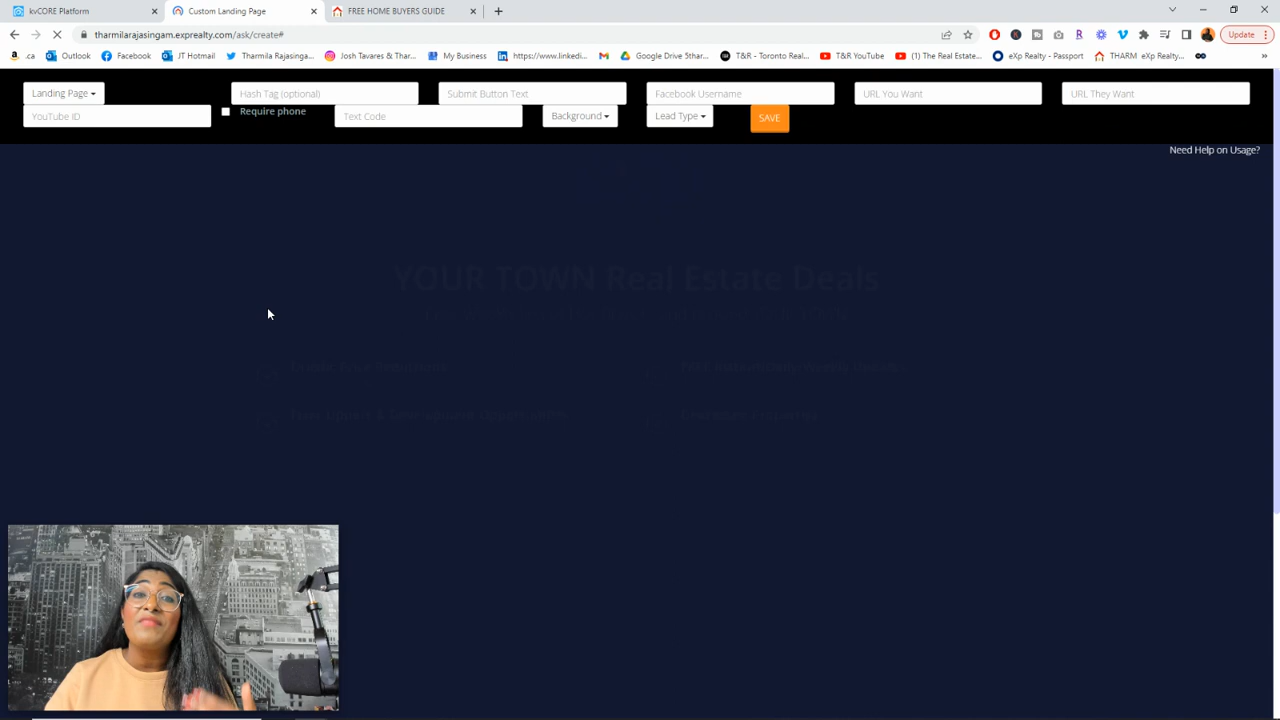 kvCORE Platform
Custom Landing Page
FREE HOME BUYERS GUIDE
tharmilarajasingam.exprealty.com/ask/create#
Update
.ca
Outlook
Facebook
JT Hotmail
Tharmila Rajasinga...
Josh Tavares & Thar...
My Business
https://www.linkedi...
Google Drive 5thar...
T&R - Toronto Real...
T&R YouTube
(1) The Real Estate...
eXp Realty - Passport
THARM eXp Realty,...
»
Landing Page
Hash Tag (optional)
Submit Button Text
Facebook Username
URL You Want
URL They Want
YouTube ID
Require phone
Text Code
Background
Lead Type
SAVE
Need Help on Usage?
YOUR TOWN Real Estate Deals